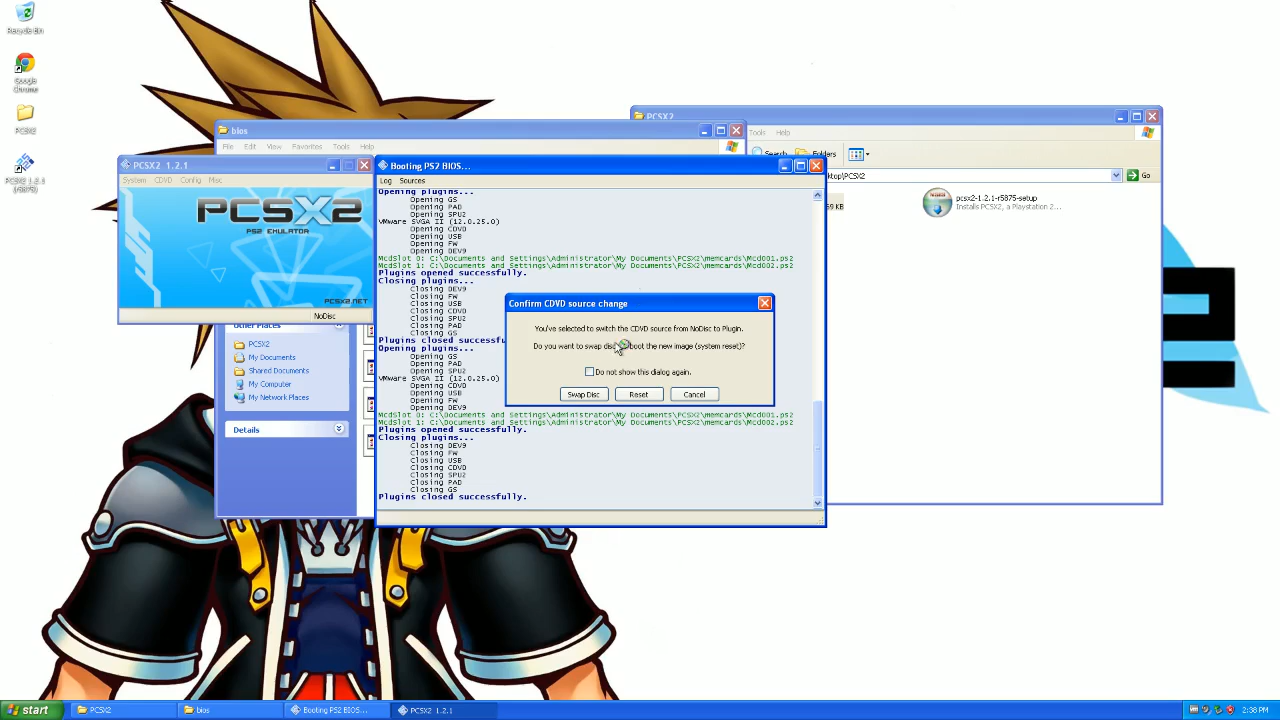 Recycle Bin
Google
Chrome
PCSX2
PCSX2 1.2.1
(r5875)
bios
File Edit View Favorites Tools Help
PCSX2
Tools Help
Search Folders
ktop\PCSX2
Go
pcsx2-1.2.1-r5875-setup
Installs PCSX2, a Playstation 2...
PCSX2 1.2.1
System CDVD Config Misc
PCSX2
PS2 EMULATOR
PCSX2.NET
NoDisc
Other Places
PCSX2
My Documents
Shared Documents
My Computer
My Network Places
Details
Booting PS2 BIOS...
Log Sources
Opening plugins...
Opening GS
Opening PAD
Opening SPU2
VMware SVGA II (12.0.25.0)
Opening CDVD
Opening USB
Opening FW
Opening DEV9
McdSlot 0: C:\Documents and Settings\Administrator\My Documents\PCSX2\memcards\Mcd001.ps2
McdSlot 1: C:\Documents and Settings\Administrator\My Documents\PCSX2\memcards\Mcd002.ps2
Plugins opened successfully.
Closing plugins...
Closing DEV9
Closing FW
Closing USB
Closing CDVD
Closing SPU2
Closing PAD
Closing GS
Plugins closed successfu
Opening plugins...
Opening GS
Opening PAD
Opening SPU2
VMware SVGA II (12.0.25.0)
Opening CDVD
Opening USB
Opening FW
Opening DEV9
McdSlot 0: C:\Documents and Settings\Administrator\My Documents\PCSX2\memcards\Mcd001.ps2
McdSlot 1: C:\Documents and Settings\Administrator\My Documents\PCSX2\memcards\Mcd002.ps2
Plugins opened successfully.
Closing plugins...
Closing DEV9
Closing FW
Closing USB
Closing CDVD
Closing SPU2
Closing PAD
Closing GS
Plugins closed successfully.
Confirm CDVD source change
You've selected to switch the CDVD source from NoDisc to Plugin.
Do you want to swap disc boot the new image (system reset)?
Do not show this dialog again.
Swap Disc Reset Cancel
start
PCSX2
bios
Booting PS2 BIOS...
PCSX2 1.2.1
2:38 PM